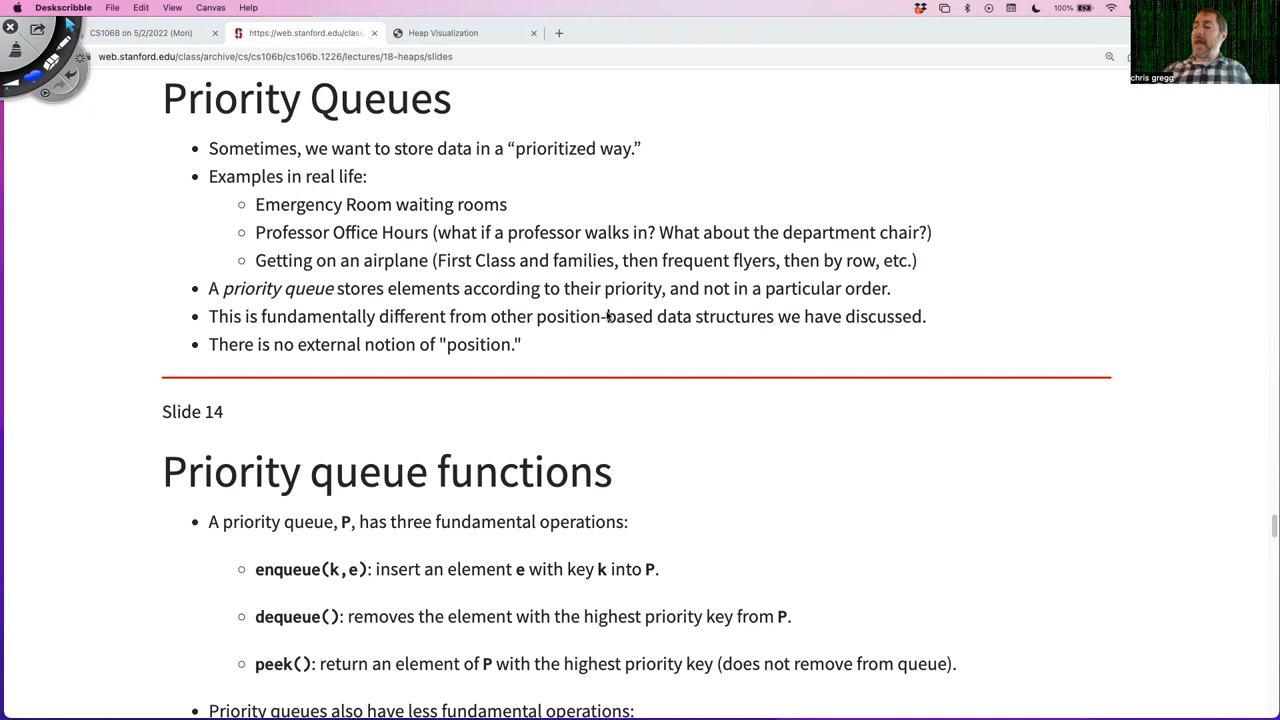 Deskscribble File Edit View Canvas Help 100%
CS106B on 5/2/2022 (Mon) × https://web.stanford.edu/class × Heap Visualization × +
web.stanford.edu/class/archive/cs/cs106b/cs106b.1226/lectures/18-heaps/slides
chris gregg
Priority Queues
• Sometimes, we want to store data in a “prioritized way.”
• Examples in real life:
○ Emergency Room waiting rooms
○ Professor Office Hours (what if a professor walks in? What about the department chair?)
○ Getting on an airplane (First Class and families, then frequent flyers, then by row, etc.)
• A priority queue stores elements according to their priority, and not in a particular order.
• This is fundamentally different from other position-based data structures we have discussed.
• There is no external notion of "position."
Slide 14
Priority queue functions
• A priority queue, P, has three fundamental operations:
○ enqueue(k,e): insert an element e with key k into P.
○ dequeue(): removes the element with the highest priority key from P.
○ peek(): return an element of P with the highest priority key (does not remove from queue).
• Priority queues also have less fundamental operations: